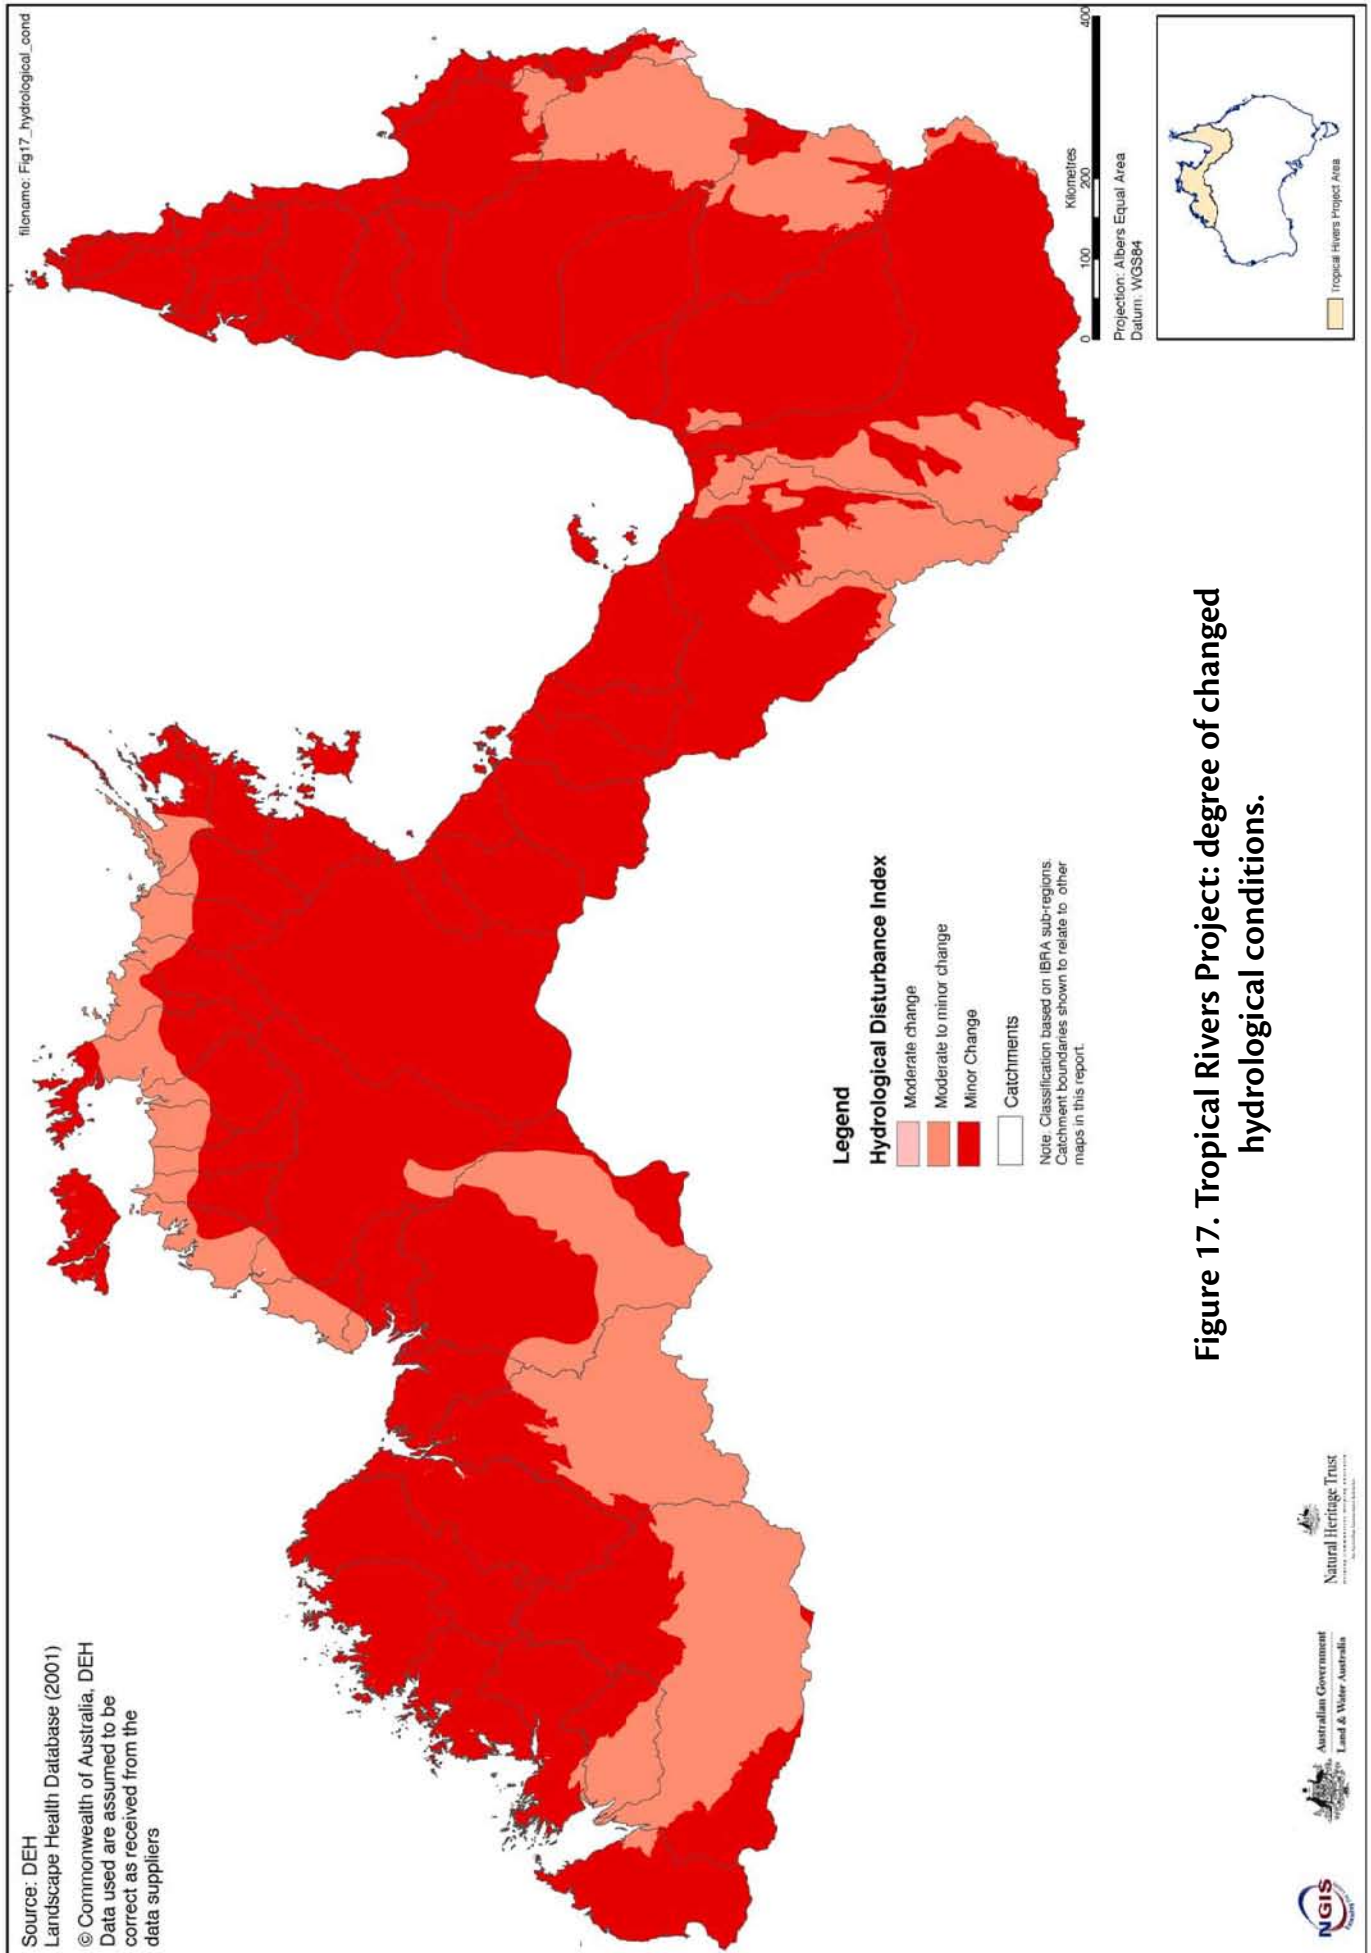 Source: DEH
Landscape Health Database (2001)
© Commonwealth of Australia, DEH
Data used are assumed to be
correct as received from the
data suppliers
filename: Fig17_hydrological_cond
Legend
Hydrological Disturbance Index
Moderate change
Moderate to minor change
Minor Change
Catchments
Note: Classification based on IBRA sub-regions.
Catchment boundaries shown to relate to other
maps in this report.
0 100 200 400
Kilometres
Projection: Albers Equal Area
Datum: WGS84
Tropical Rivers Project Area
Figure 17. Tropical Rivers Project: degree of changed
hydrological conditions.
NGIS
Australian Government
Land & Water Australia
Natural Heritage Trust